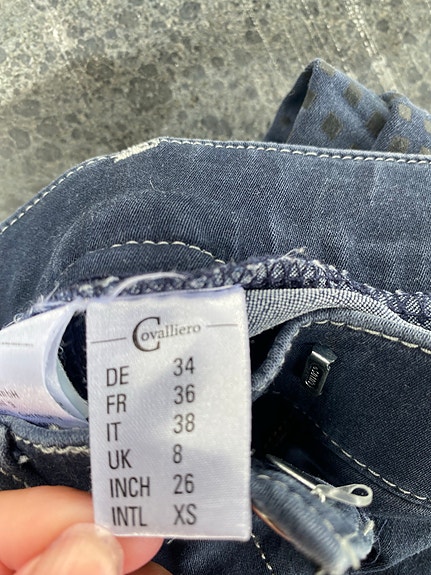 Covalliero
DE 34
FR 36
IT 38
UK 8
INCH 26
INTL XS